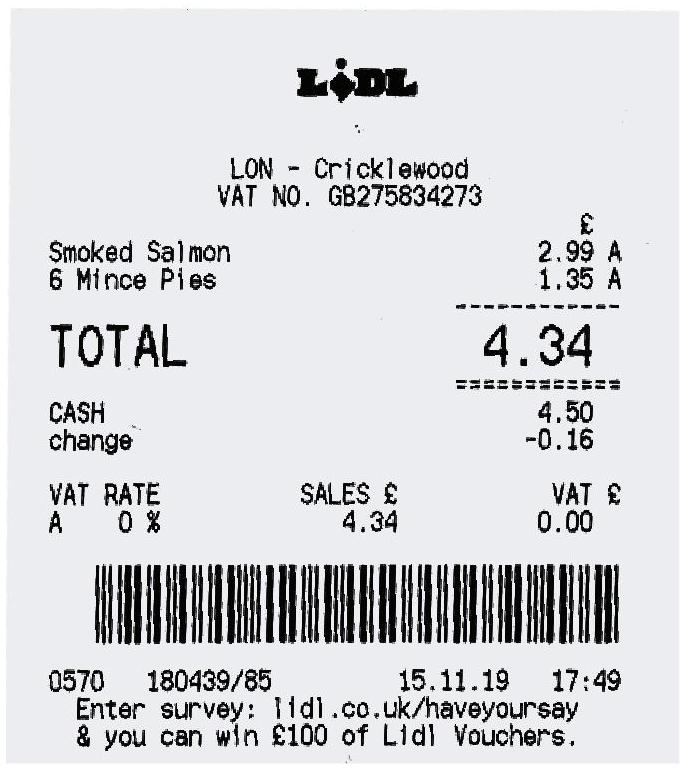 LIDL
LON - Cricklewood
VAT NO. GB275834273
£
Smoked Salmon 2.99 A
6 Mince Pies 1.35 A
TOTAL 4.34
CASH 4.50
change -0.16
VAT RATE SALES £ VAT £
A 0 % 4.34 0.00
0570 180439/85 15.11.19 17:49
Enter survey: lidl.co.uk/haveyoursay
& you can win £100 of Lidl Vouchers.